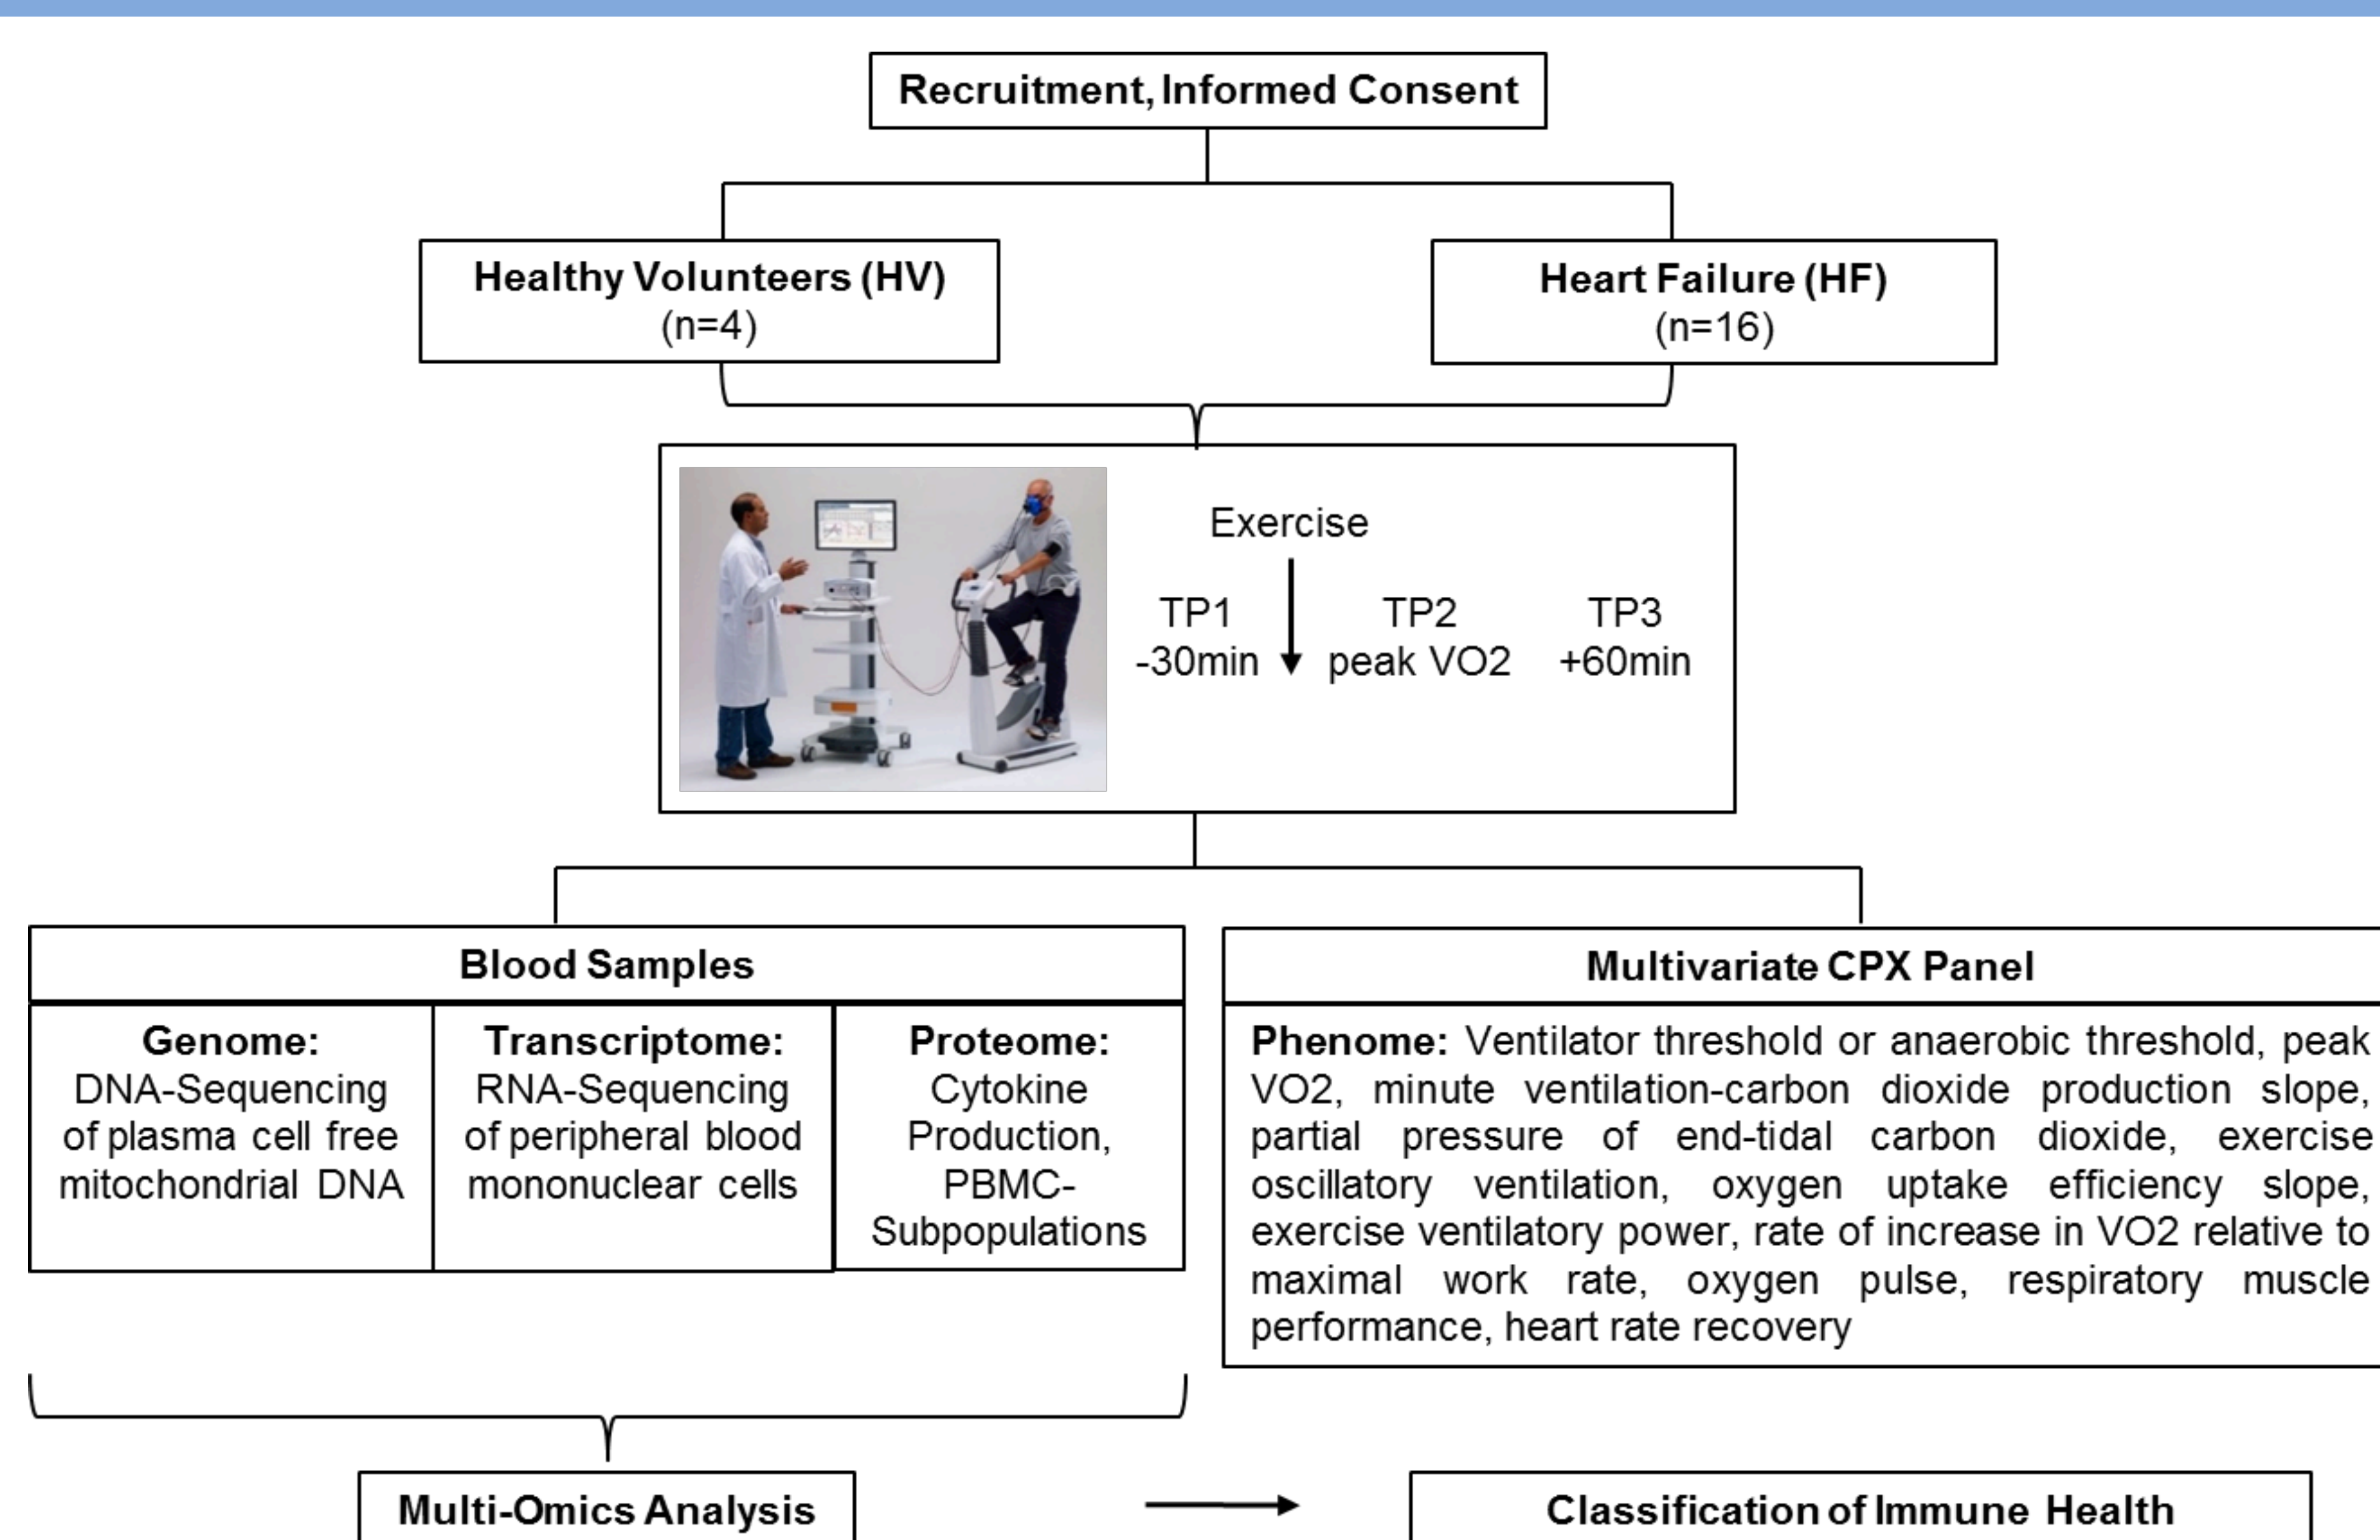 Recruitment, Informed Consent
Healthy Volunteers (HV)
(n=4)
Heart Failure (HF)
(n=16)
Exercise
TP1
-30min
TP2
peak VO2
TP3
+60min
Blood Samples
Genome:
DNA-Sequencing
of plasma cell free
mitochondrial DNA
Transcriptome:
RNA-Sequencing
of peripheral blood
mononuclear cells
Proteome:
Cytokine
Production,
PBMC-
Subpopulations
Multivariate CPX Panel
Phenome: Ventilator threshold or anaerobic threshold, peak
VO2, minute ventilation-carbon dioxide production slope,
partial pressure of end-tidal carbon dioxide, exercise
oscillatory ventilation, oxygen uptake efficiency slope,
exercise ventilatory power, rate of increase in VO2 relative to
maximal work rate, oxygen pulse, respiratory muscle
performance, heart rate recovery
Multi-Omics Analysis
Classification of Immune Health